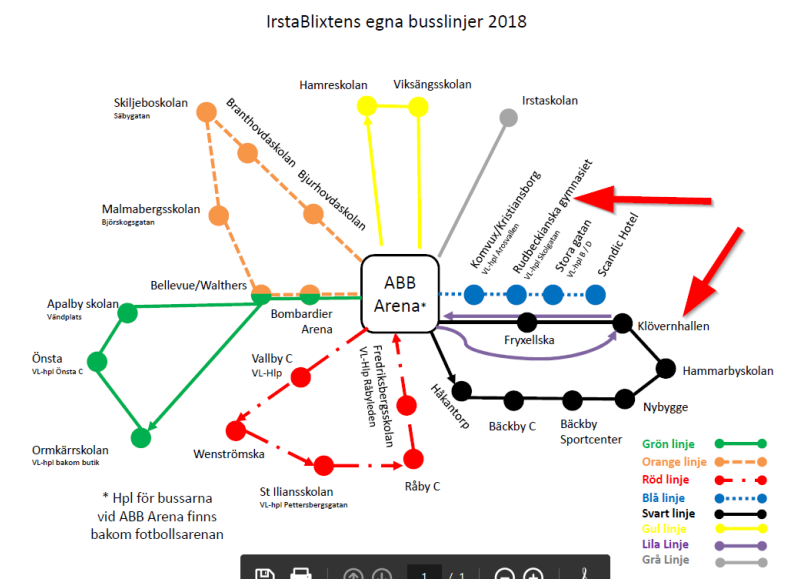 IrstaBlixtens egna busslinjer 2018
Hamreskolan
Viksängsskolan
Irstaskolan
Skiljeboskolan
Säbygatan
Branthovdaskolan
Bjurhovdaskolan
Malmabergsskolan
Björskogsgatan
Komvux/Kristiansborg
VL-hpl Arosvallen
Rudbeckianska gymnasiet
VL-hpl Skolgatan
Stora gatan
VL-hpl B / D
Scandic Hotel
Bellevue/Walthers
ABB
Arena*
Apalby skolan
Vändplats
Bombardier
Arena
Klövernhallen
Fryxellska
Önsta
VL-hpl Önsta C
Vallby C
VL-Hlp
Fredriksbergsskolan
VL-Hlp Råbyleden
Hammarbyskolan
Håkantorp
Nybygge
Bäckby C
Bäckby
Sportcenter
Ormkärrskolan
VL-hpl bakom butik
Wenströmska
St Iliansskolan
VL-hpl Pettersbergsgatan
Råby C
* Hpl för bussarna
vid ABB Arena finns
bakom fotbollsarenan
Grön linje
Orange linje
Röd linje
Blå linje
Svart linje
Gul linje
Lila Linje
Grå Linje
1 / 1